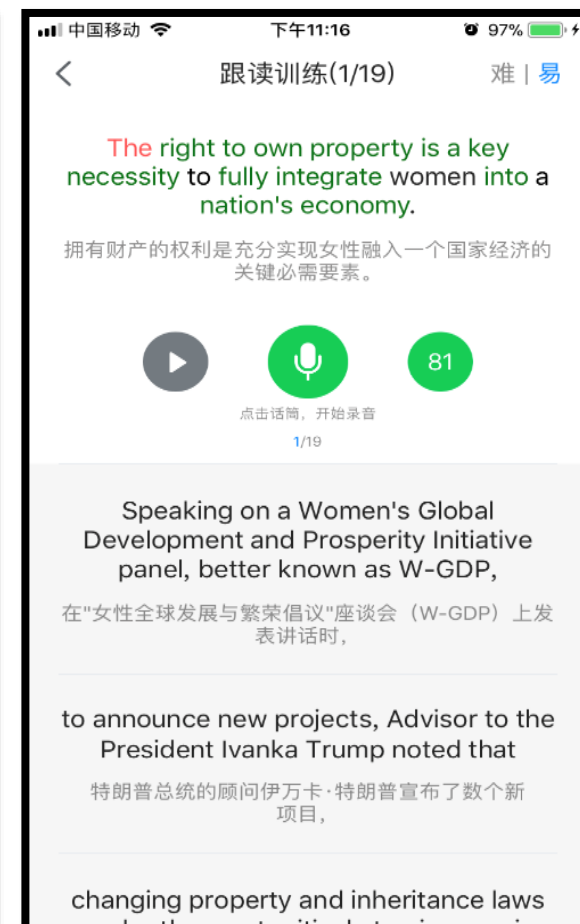 中国移动 下午11:16 97%
跟读训练(1/19) 难 | 易
The right to own property is a key
necessity to fully integrate women into a
nation's economy.
拥有财产的权利是充分实现女性融入一个国家经济的
关键必需要素。
81
点击话筒，开始录音
1/19
Speaking on a Women's Global
Development and Prosperity Initiative
panel, better known as W-GDP,
在"女性全球发展与繁荣倡议"座谈会（W-GDP）上发
表讲话时，
to announce new projects, Advisor to the
President Ivanka Trump noted that
特朗普总统的顾问伊万卡·特朗普宣布了数个新
项目，
changing property and inheritance laws